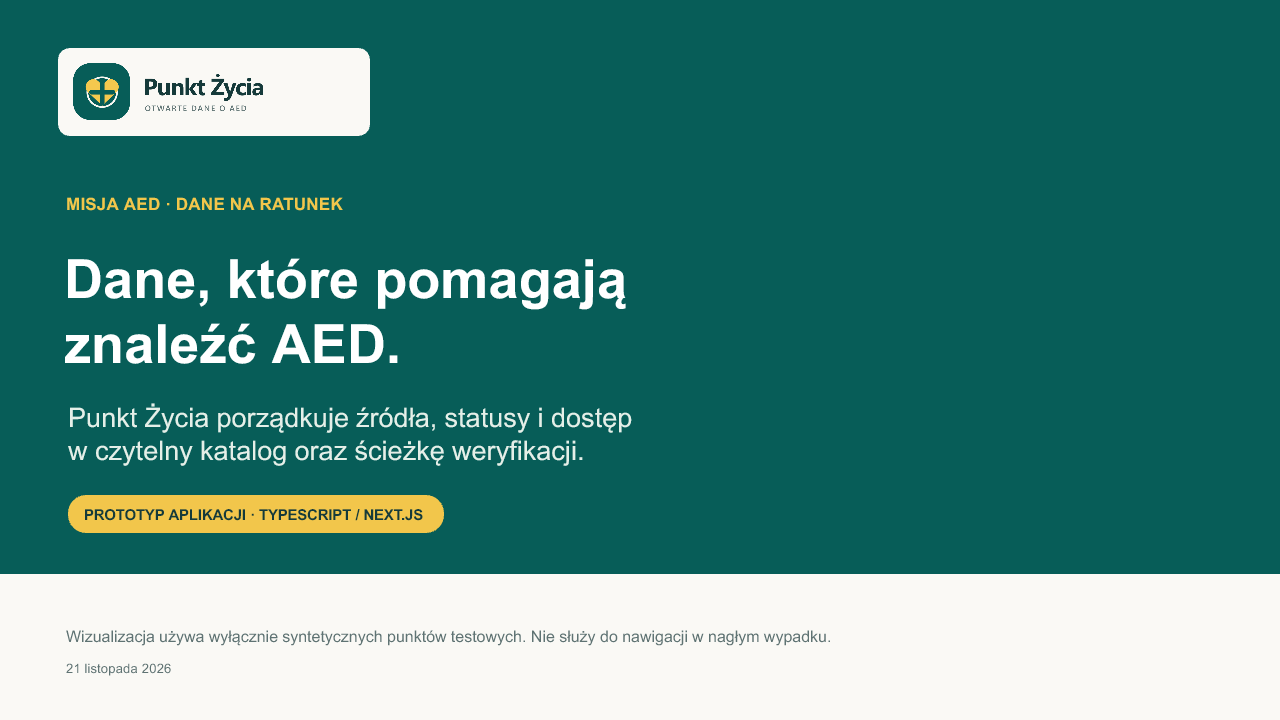 Punkt Życia
OTWARTE DANE O AED
MISJA AED · DANE NA RATUNEK
Dane, które pomagają
znaleźć AED.
Punkt Życia porządkuje źródła, statusy i dostęp
w czytelny katalog oraz ścieżkę weryfikacji.
PROTOTYP APLIKACJI · TYPESCRIPT / NEXT.JS
Wizualizacja używa wyłącznie syntetycznych punktów testowych. Nie służy do nawigacji w nagłym wypadku.
21 listopada 2026